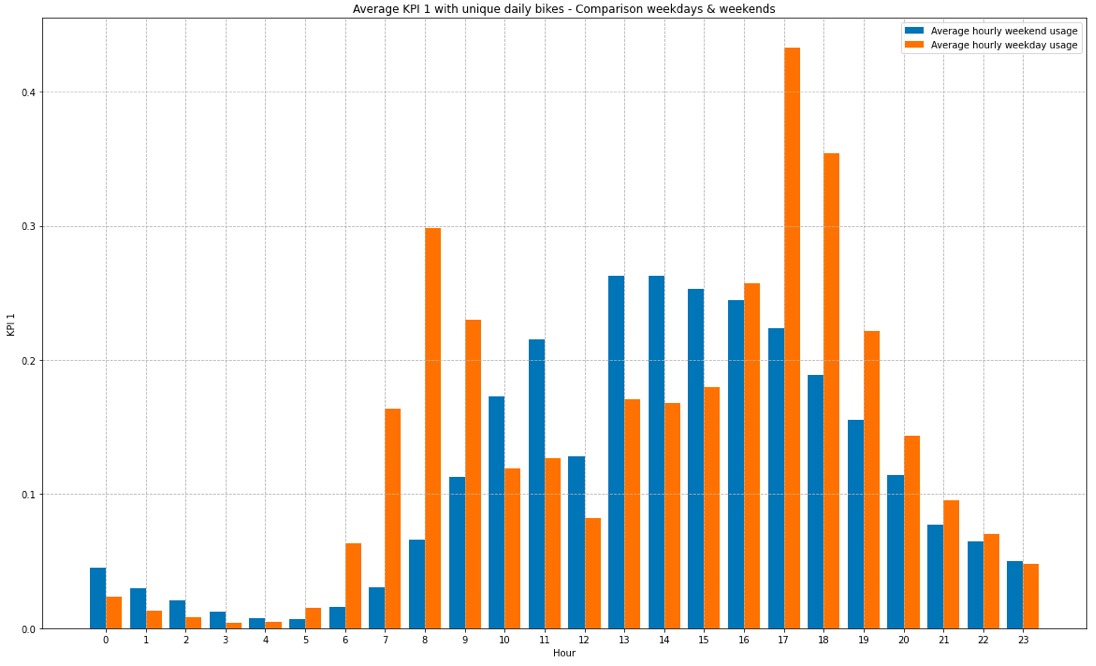 Average KPI 1 with unique daily bikes - Comparison weekdays & weekends
Average hourly weekend usage
Average hourly weekday usage
0.4
0.3
0.2
0.1
0.0
KPI 1
0 1 2 3 4 5 6 7 8 9 10 11 12 13 14 15 16 17 18 19 20 21 22 23
Hour